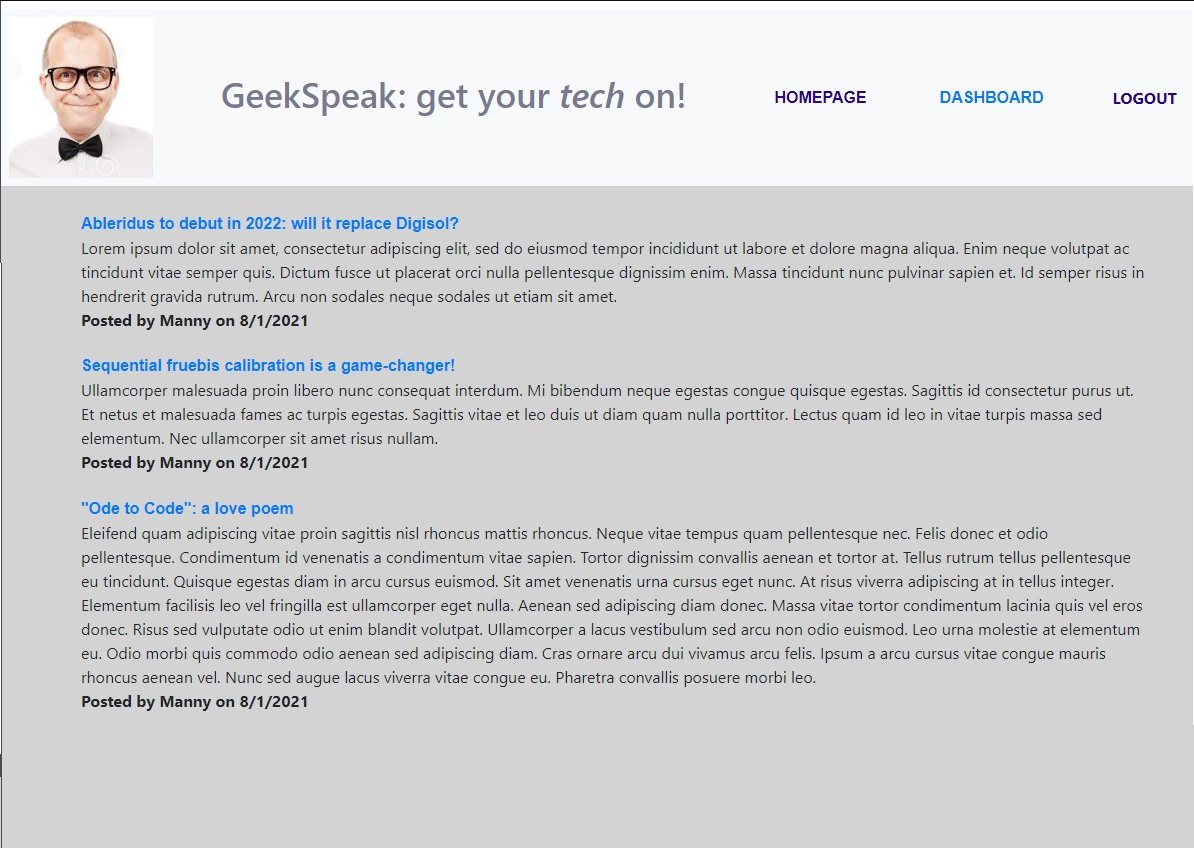 GeekSpeak: get your tech on!
HOMEPAGE
DASHBOARD
LOGOUT
Ableridus to debut in 2022: will it replace Digisol?
Lorem ipsum dolor sit amet, consectetur adipiscing elit, sed do eiusmod tempor incididunt ut labore et dolore magna aliqua. Enim neque volutpat ac
tincidunt vitae semper quis. Dictum fusce ut placerat orci nulla pellentesque dignissim enim. Massa tincidunt nunc pulvinar sapien et. Id semper risus in
hendrerit gravida rutrum. Arcu non sodales neque sodales ut etiam sit amet.
Posted by Manny on 8/1/2021
Sequential fruebis calibration is a game-changer!
Ullamcorper malesuada proin libero nunc consequat interdum. Mi bibendum neque egestas congue quisque egestas. Sagittis id consectetur purus ut.
Et netus et malesuada fames ac turpis egestas. Sagittis vitae et leo duis ut diam quam nulla porttitor. Lectus quam id leo in vitae turpis massa sed
elementum. Nec ullamcorper sit amet risus nullam.
Posted by Manny on 8/1/2021
"Ode to Code": a love poem
Eleifend quam adipiscing vitae proin sagittis nisl rhoncus mattis rhoncus. Neque vitae tempus quam pellentesque nec. Felis donec et odio
pellentesque. Condimentum id venenatis a condimentum vitae sapien. Tortor dignissim convallis aenean et tortor at. Tellus rutrum tellus pellentesque
eu tincidunt. Quisque egestas diam in arcu cursus euismod. Sit amet venenatis urna cursus eget nunc. At risus viverra adipiscing at in tellus integer.
Elementum facilisis leo vel fringilla est ullamcorper eget nulla. Aenean sed adipiscing diam donec. Massa vitae tortor condimentum lacinia quis vel eros
donec. Risus sed vulputate odio ut enim blandit volutpat. Ullamcorper a lacus vestibulum sed arcu non odio euismod. Leo urna molestie at elementum
eu. Odio morbi quis commodo odio aenean sed adipiscing diam. Cras ornare arcu dui vivamus arcu felis. Ipsum a arcu cursus vitae congue mauris
rhoncus aenean vel. Nunc sed augue lacus viverra vitae congue eu. Pharetra convallis posuere morbi leo.
Posted by Manny on 8/1/2021